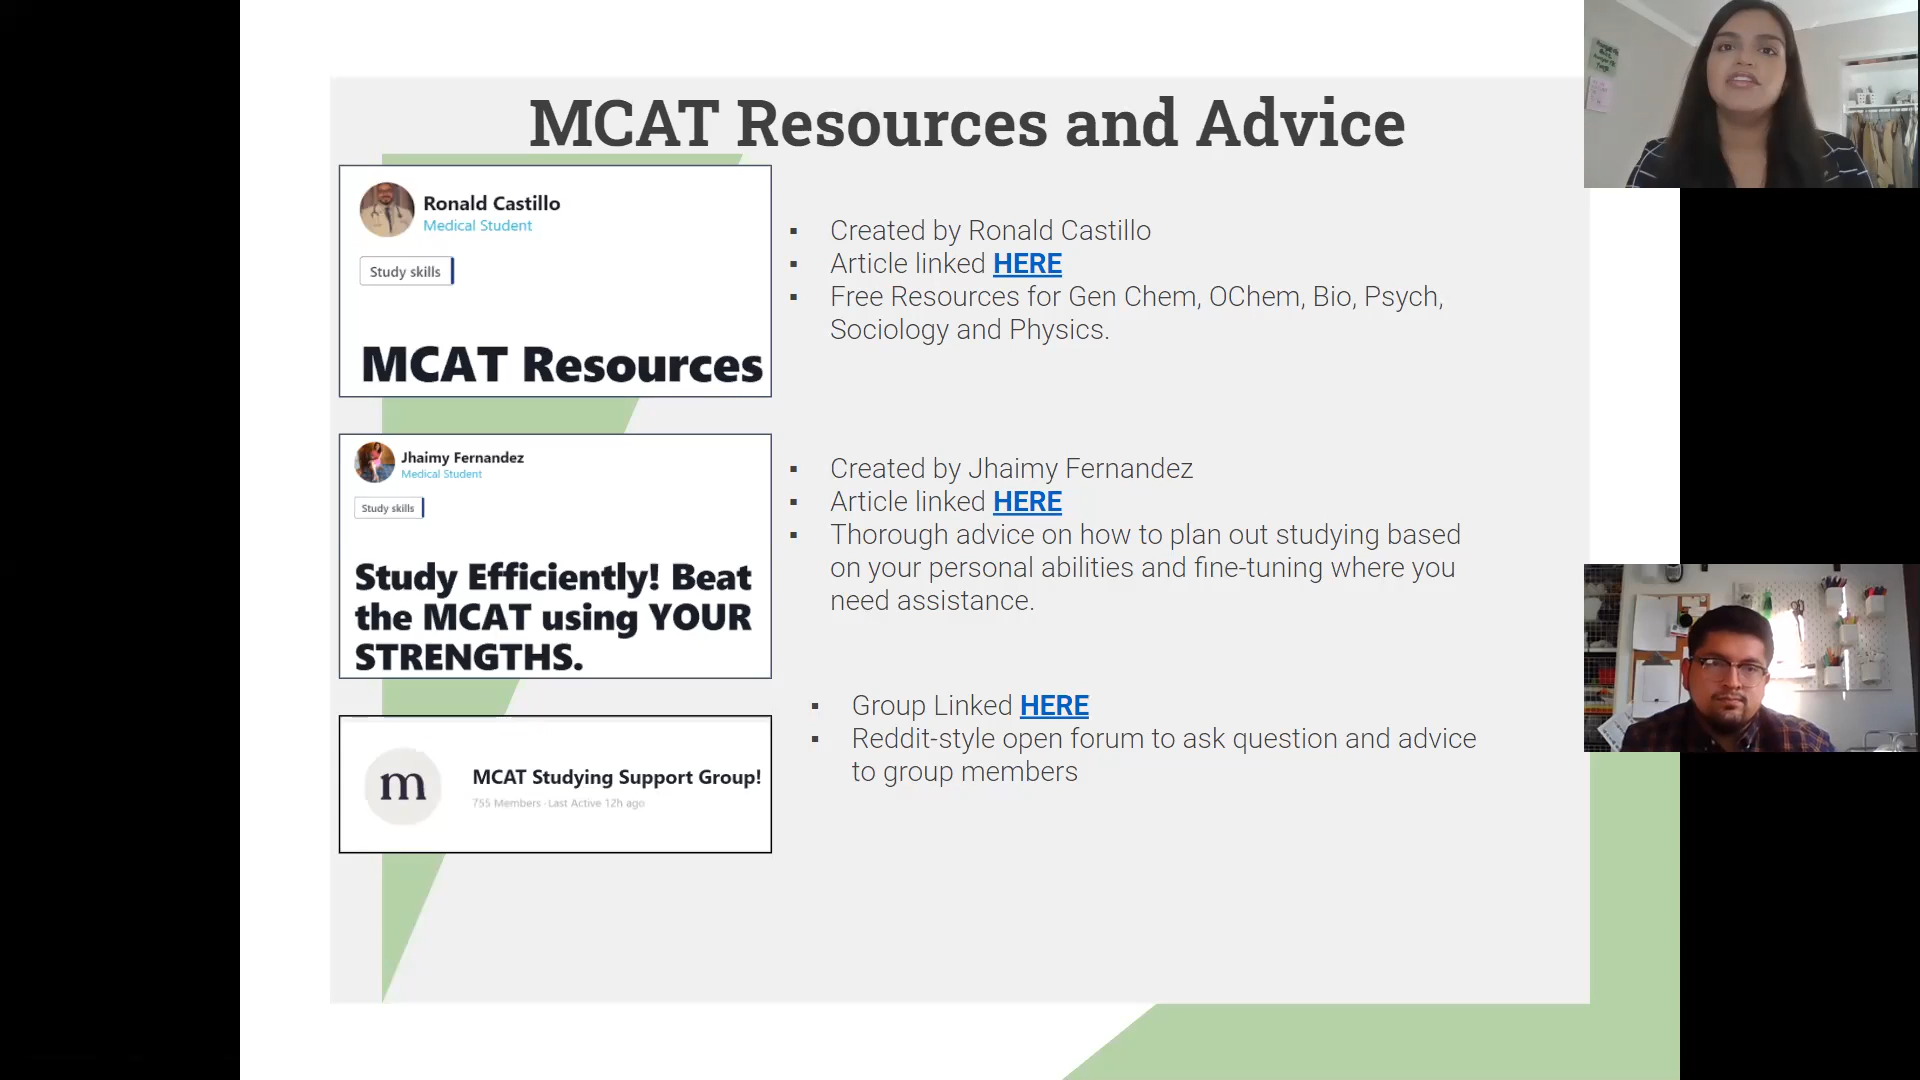 MCAT Resources and Advice
Ronald Castillo
Medical Student
Study skills
MCAT Resources
▪ Created by Ronald Castillo
▪ Article linked HERE
▪ Free Resources for Gen Chem, OChem, Bio, Psych,
Sociology and Physics.
Jhaimy Fernandez
Medical Student
Study skills
Study Efficiently! Beat
the MCAT using YOUR
STRENGTHS.
▪ Created by Jhaimy Fernandez
▪ Article linked HERE
▪ Thorough advice on how to plan out studying based
on your personal abilities and fine-tuning where you
need assistance.
m
MCAT Studying Support Group!
755 Members · Last Active 12h ago
▪ Group Linked HERE
▪ Reddit-style open forum to ask question and advice
to group members